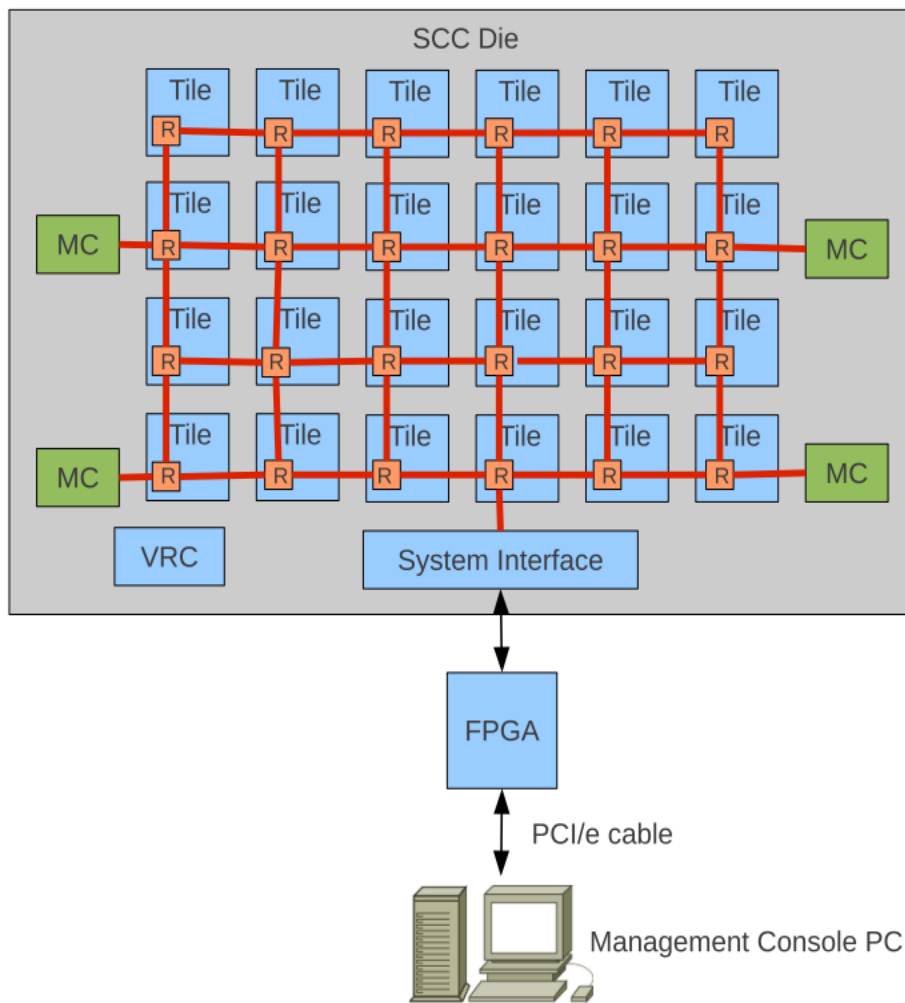 SCC Die
Tile Tile Tile Tile Tile Tile
R R R R R R
Tile Tile Tile Tile Tile Tile
MC R R R R R R MC
Tile Tile Tile Tile Tile Tile
R R R R R R
Tile Tile Tile Tile Tile Tile
MC R R R R R R MC
VRC System Interface
FPGA
PCI/e cable
Management Console PC